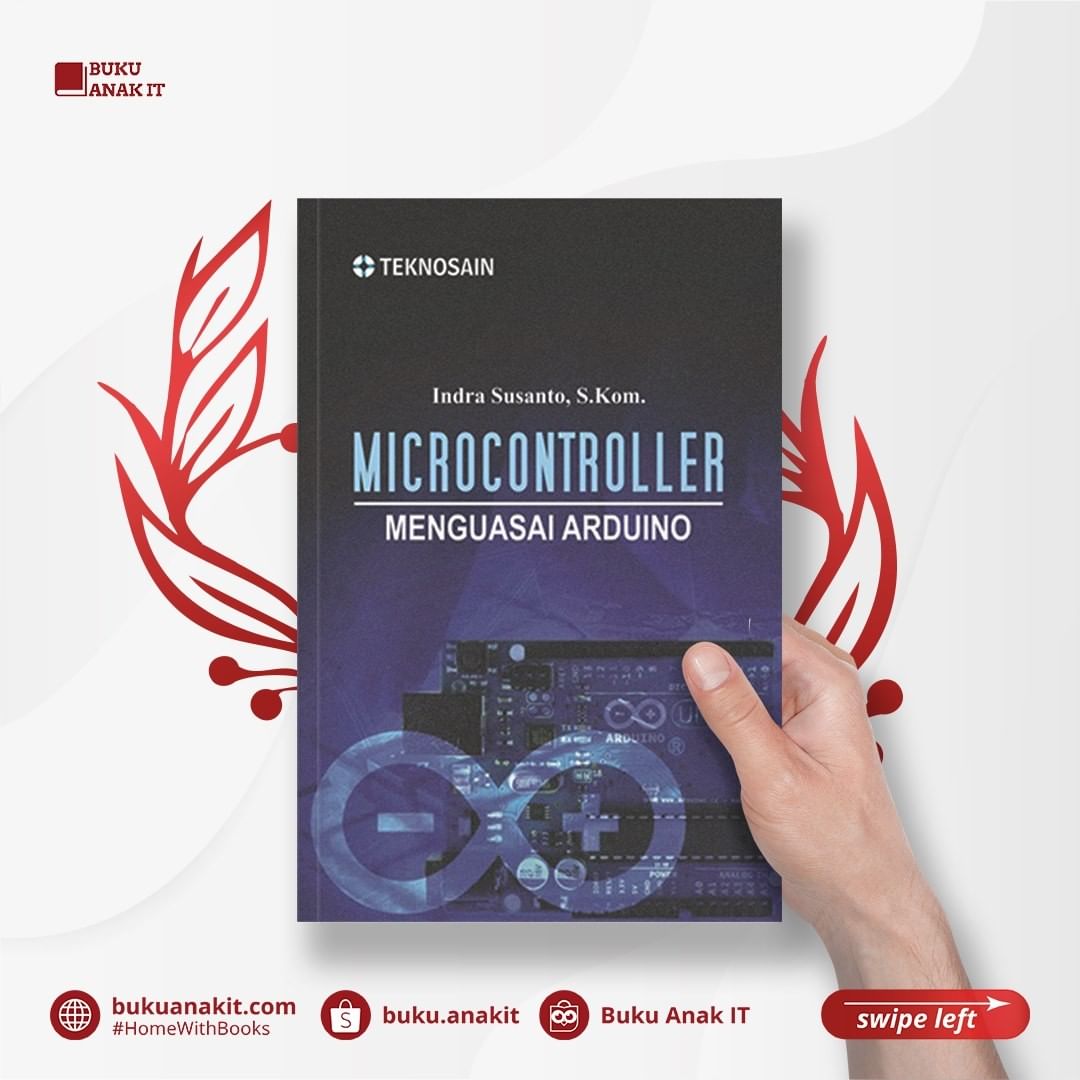 BUKU
ANAK IT
TEKNOSAIN
Indra Susanto, S.Kom.
MICROCONTROLLER
MENGUASAI ARDUINO
ARDUINO
POWER
bukuanakit.com
#HomeWithBooks
buku.anakit
Buku Anak IT
swipe left